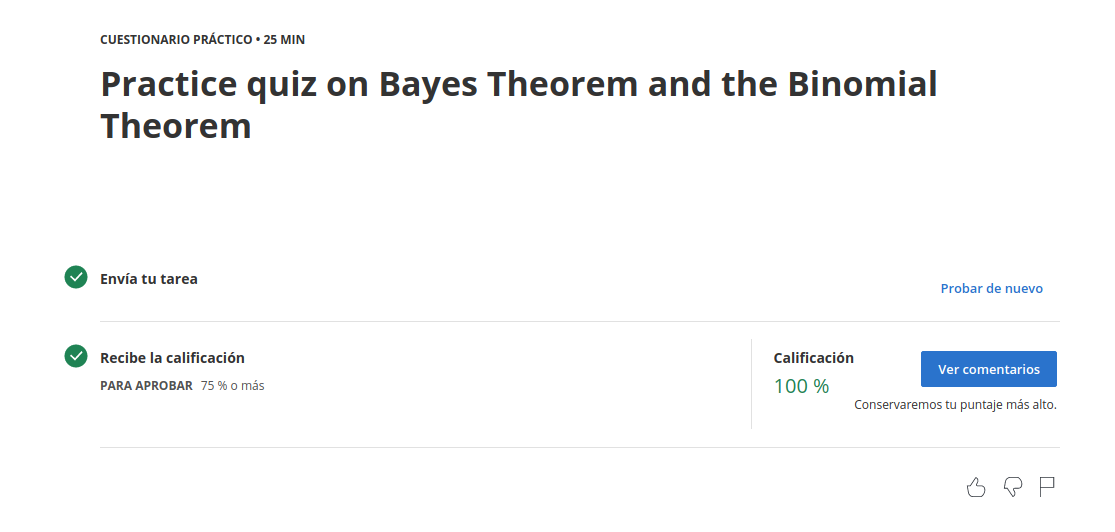 CUESTIONARIO PRÁCTICO • 25 MIN
Practice quiz on Bayes Theorem and the Binomial
Theorem
Envía tu tarea
Probar de nuevo
Recibe la calificación
PARA APROBAR 75 % o más
Calificación
100 %
Ver comentarios
Conservaremos tu puntaje más alto.